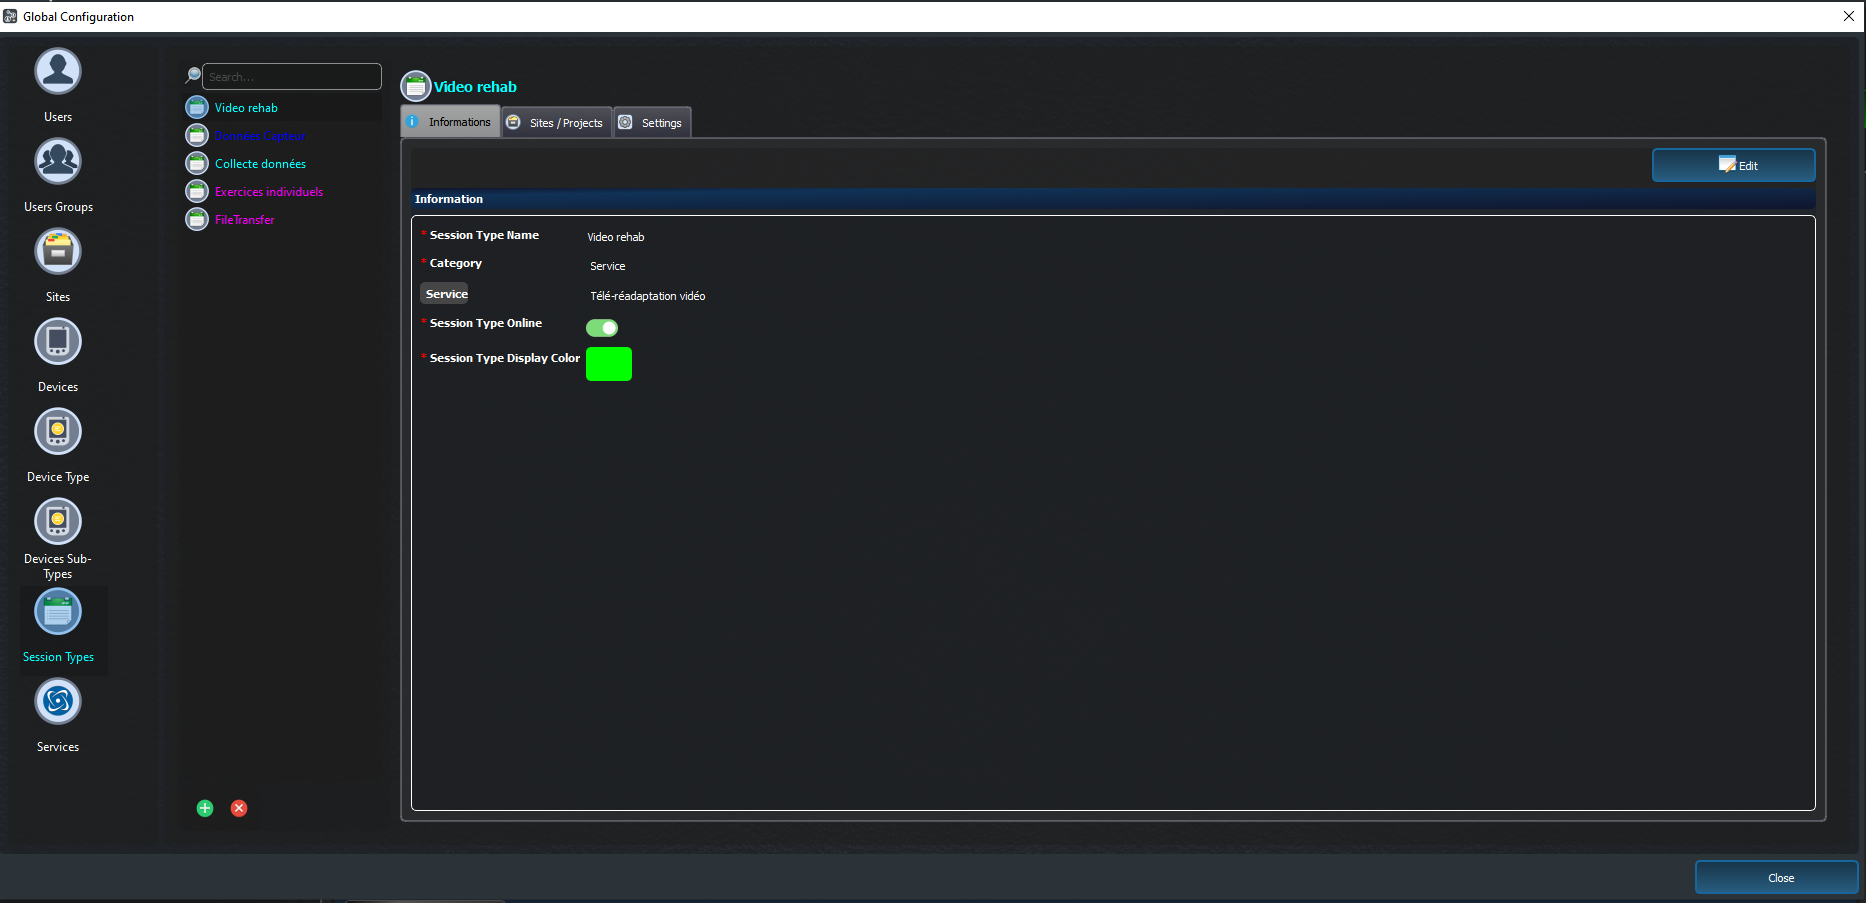 Global Configuration
Users
Users Groups
Sites
Devices
Device Type
Devices Sub-
Types
Session Types
Services
Search...
Video rehab
Données Capteur
Collecte données
Exercices individuels
FileTransfer
Video rehab
Informations
Sites / Projects
Settings
Edit
Information
* Session Type Name
Video rehab
* Category
Service
Service
Télé-réadaptation vidéo
* Session Type Online
* Session Type Display Color
Close